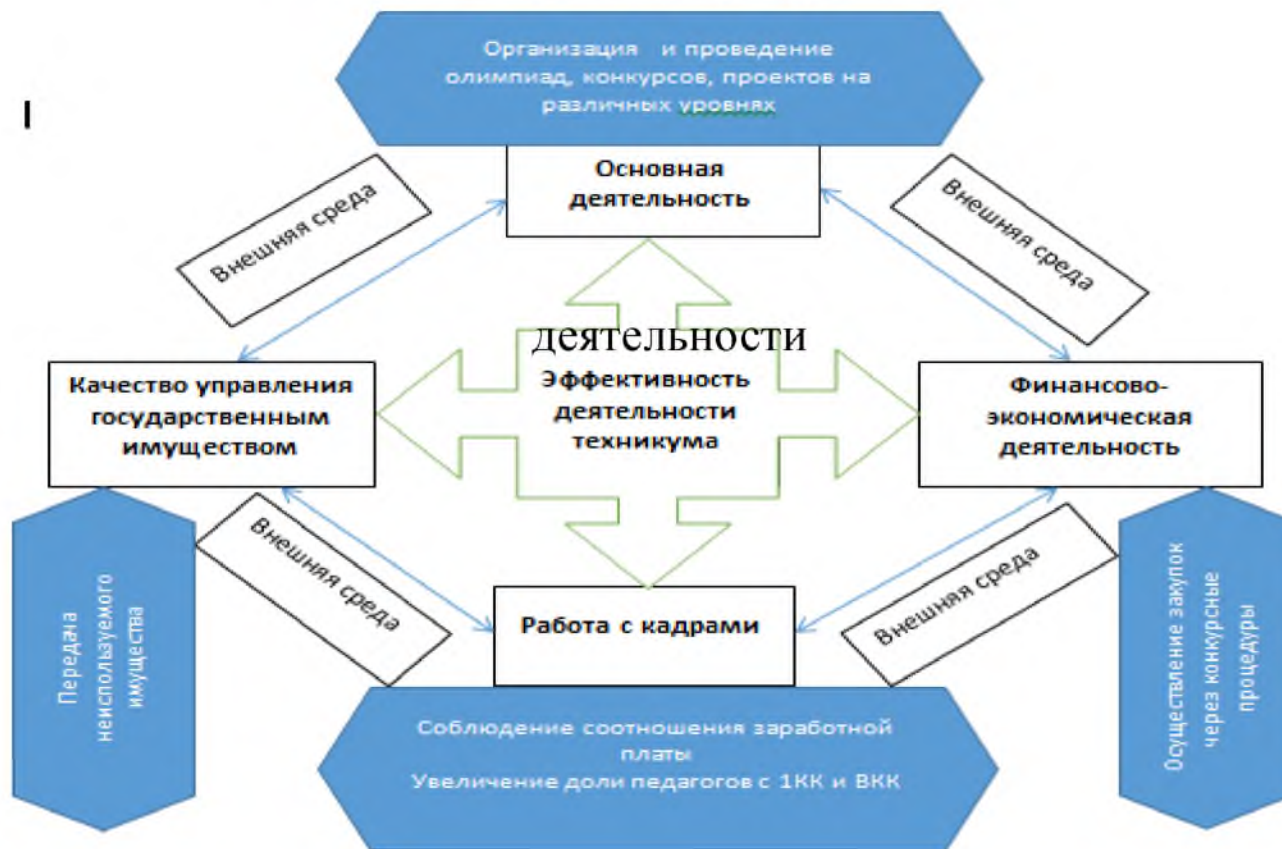 Организация и проведение
олимпиад, конкурсов, проектов на
различных уровнях
I
Основная
деятельность
Внешняя среда
Внешняя среда
деятельности
Эффективность
деятельности
техникума
Качество управления
государственным
имуществом
Финансово-
экономическая
деятельность
Внешняя среда
Внешняя среда
Работа с кадрами
Передача
неиспользуемого
имущества
Осуществление закупок
через конкурсные
процедуры
Соблюдение соотношения заработной
платы
Увеличение доли педагогов с 1КК и ВКК